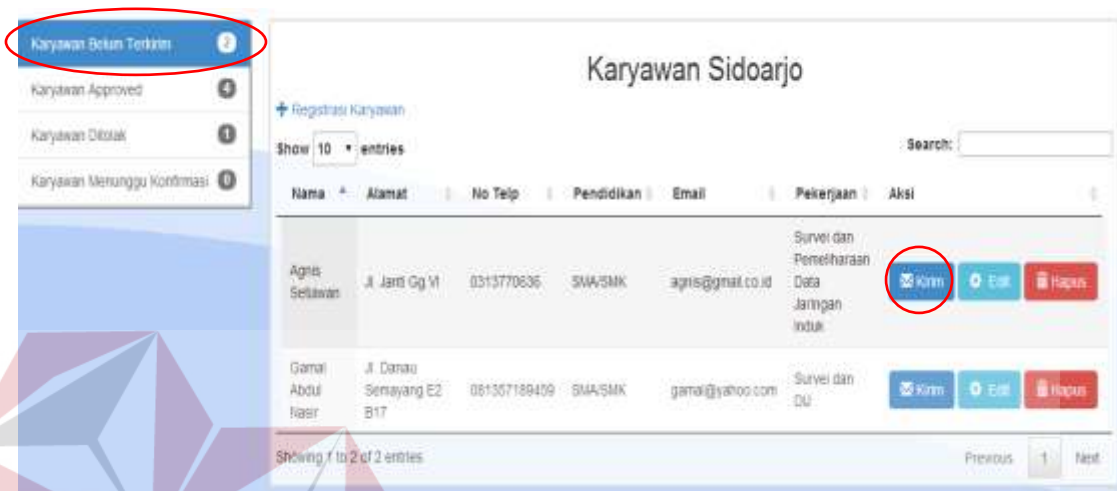 Karyawan Belum Terkirim 2
Karyawan Approved 4
Karyawan Ditolak 1
Karyawan Menunggu Konfirmasi 0
Karyawan Sidoarjo
Registrasi Karyawan
Show 10 entries
Search:
Nama Alamat No Telp Pendidikan Email Pekerjaan Aksi
Agnis Setiawan Jl. Janti Gg VI 0313770636 SMA/SMK agnis@gmail.co.id Survei dan Pemeliharaan Data Jaringan Induk Kirim Edit Hapus
Gamal Abdul Nasir Jl. Danau Semayang E2 B17 081357189459 SMA/SMK gamal@yahoo.com Survei dan DU Kirim Edit Hapus
Showing 1 to 2 of 2 entries
Previous 1 Next